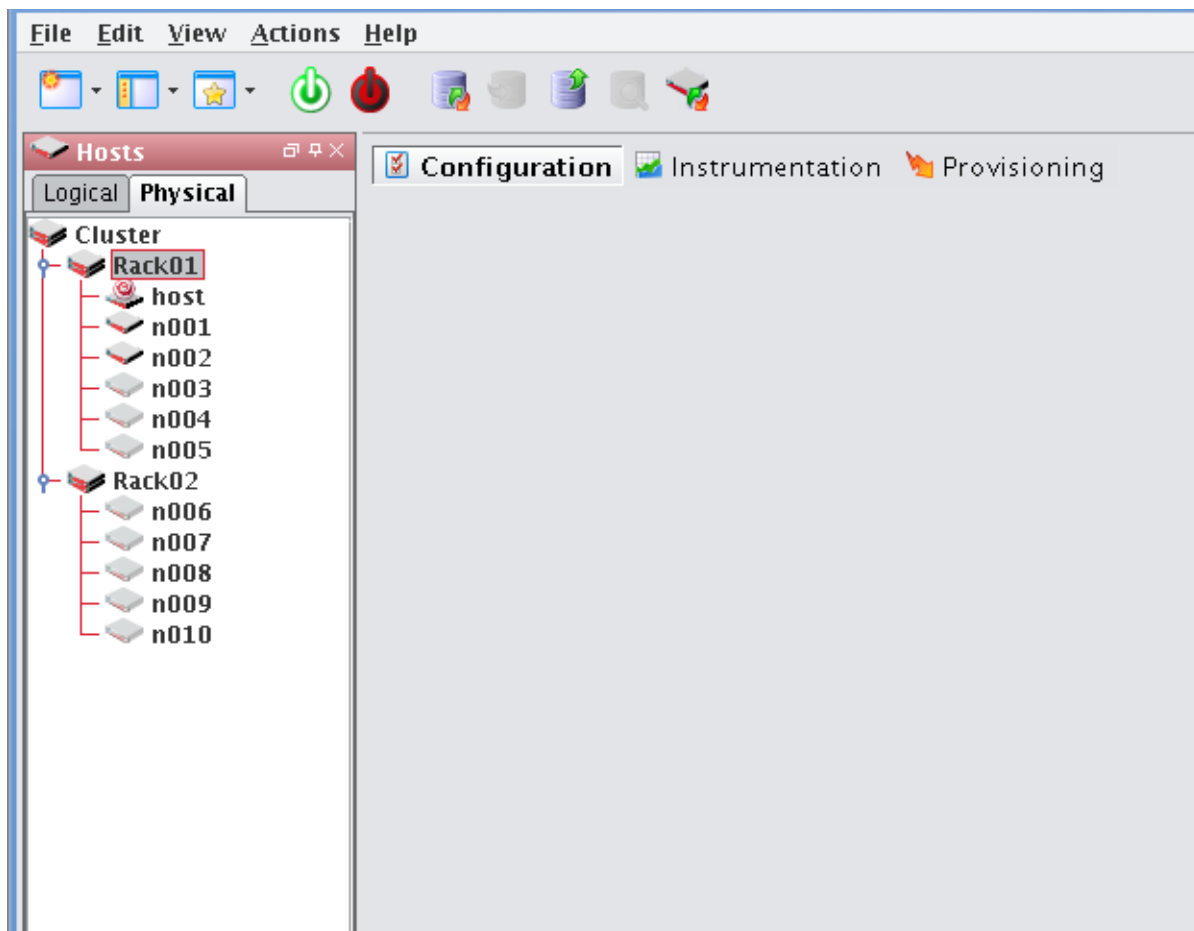 File Edit View Actions Help
Hosts
Configuration Instrumentation Provisioning
Logical Physical
Cluster
Rack01
host
n001
n002
n003
n004
n005
Rack02
n006
n007
n008
n009
n010